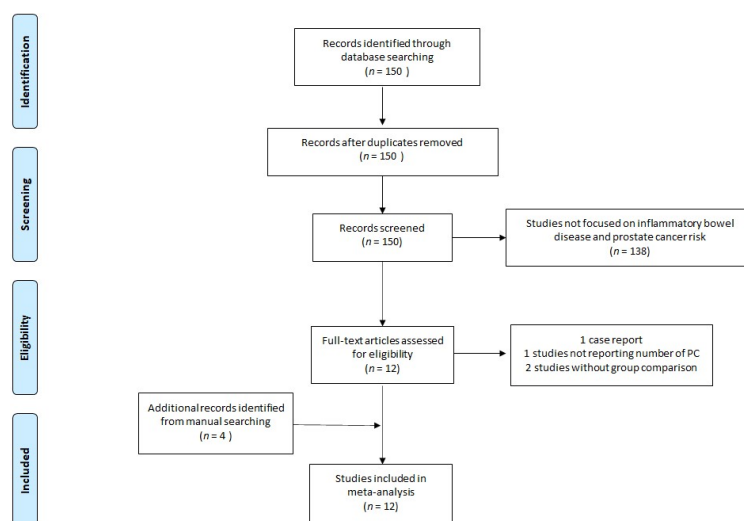 Identification
Records identified through
database searching
(n = 150 )
Records after duplicates removed
(n = 150 )
Screening
Records screened
(n = 150)
Studies not focused on inflammatory bowel
disease and prostate cancer risk
(n = 138)
Eligibility
Full-text articles assessed
for eligibility
(n = 12)
1 case report
1 studies not reporting number of PC
2 studies without group comparison
Additional records identified
from manual searching
(n = 4 )
Included
Studies included in
meta-analysis
(n = 12)